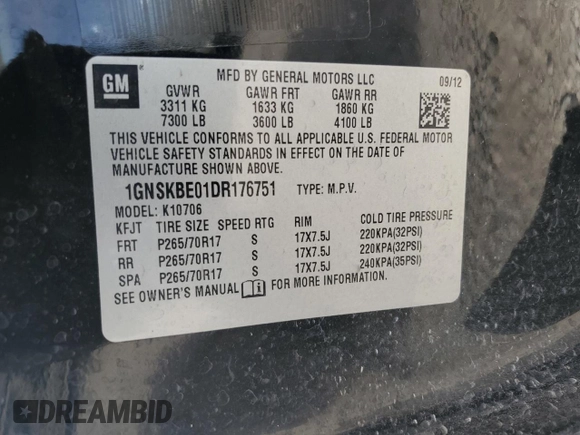 GM
MFD BY GENERAL MOTORS LLC 09/12
GVWR GAWR FRT GAWR RR
3311 KG 1633 KG 1860 KG
7300 LB 3600 LB 4100 LB
THIS VEHICLE CONFORMS TO ALL APPLICABLE U.S. FEDERAL MOTOR
VEHICLE SAFETY STANDARDS IN EFFECT ON THE DATE OF
MANUFACTURE SHOWN ABOVE.
1GNSKBE01DR176751 TYPE: M.P.V.
MODEL: K10706
KFJT TIRE SIZE SPEED RTG RIM COLD TIRE PRESSURE
FRT P265/70R17 S 17X7.5J 220KPA(32PSI)
RR P265/70R17 S 17X7.5J 220KPA(32PSI)
SPA P265/70R17 S 17X7.5J 240KPA(35PSI)
SEE OWNER'S MANUAL FOR MORE INFORMATION.
DREAMBID